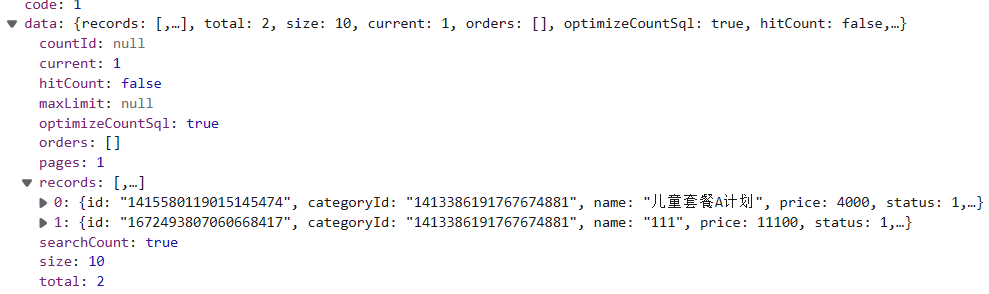 code: 1
data: {records: [,…], total: 2, size: 10, current: 1, orders: [], optimizeCountSql: true, hitCount: false,…}
countId: null
current: 1
hitCount: false
maxLimit: null
optimizeCountSql: true
orders: []
pages: 1
records: [,…]
0: {id: "1415580119015145474", categoryId: "1413386191767674881", name: "儿童套餐A计划", price: 4000, status: 1,…}
1: {id: "1672493807060668417", categoryId: "1413386191767674881", name: "111", price: 11100, status: 1,…}
searchCount: true
size: 10
total: 2